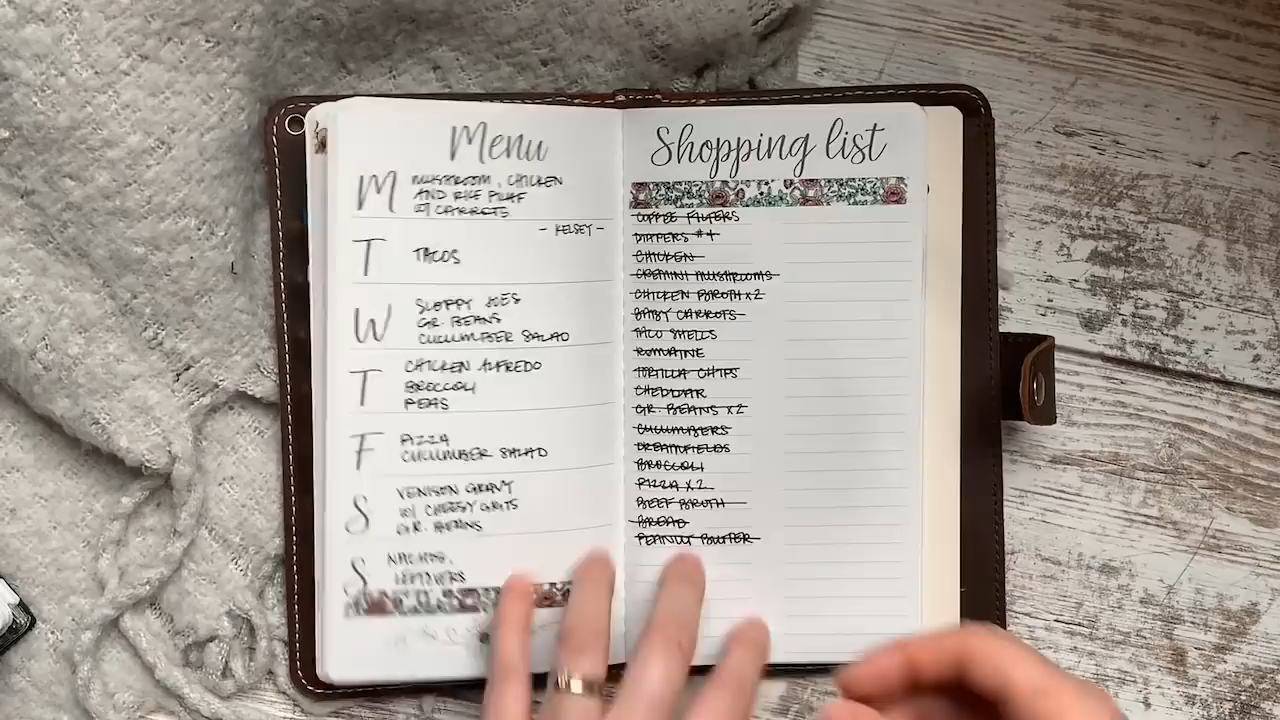 Menu
M
MUSHROOM, CHICKEN
AND RICE PILAF
W/ CARROTS
- KELSEY -
T
TACOS
W
SLOPPY JOES
GR. BEANS
CUCUMBER SALAD
T
CHICKEN ALFREDO
BROCCOLI
PEAS
F
PIZZA
CUCUMBER SALAD
S
VENISON GRAVY
W/ CHEESY GRITS
GR. BEANS
S
NACHOS,
LEFTOVERS
Shopping list
COFFEE FILTERS
DIAPERS #4
CHICKEN
CREMINI MUSHROOMS
CHICKEN BROTH X2
BABY CARROTS
TACO SHELLS
ROMAINE
TORTILLA CHIPS
CHEDDAR
GR. BEANS X2
CUCUMBERS
DREAMFIELDS
BROCCOLI
PIZZA X2
BEEF BROTH
BREAD
PEANUT BUTTER